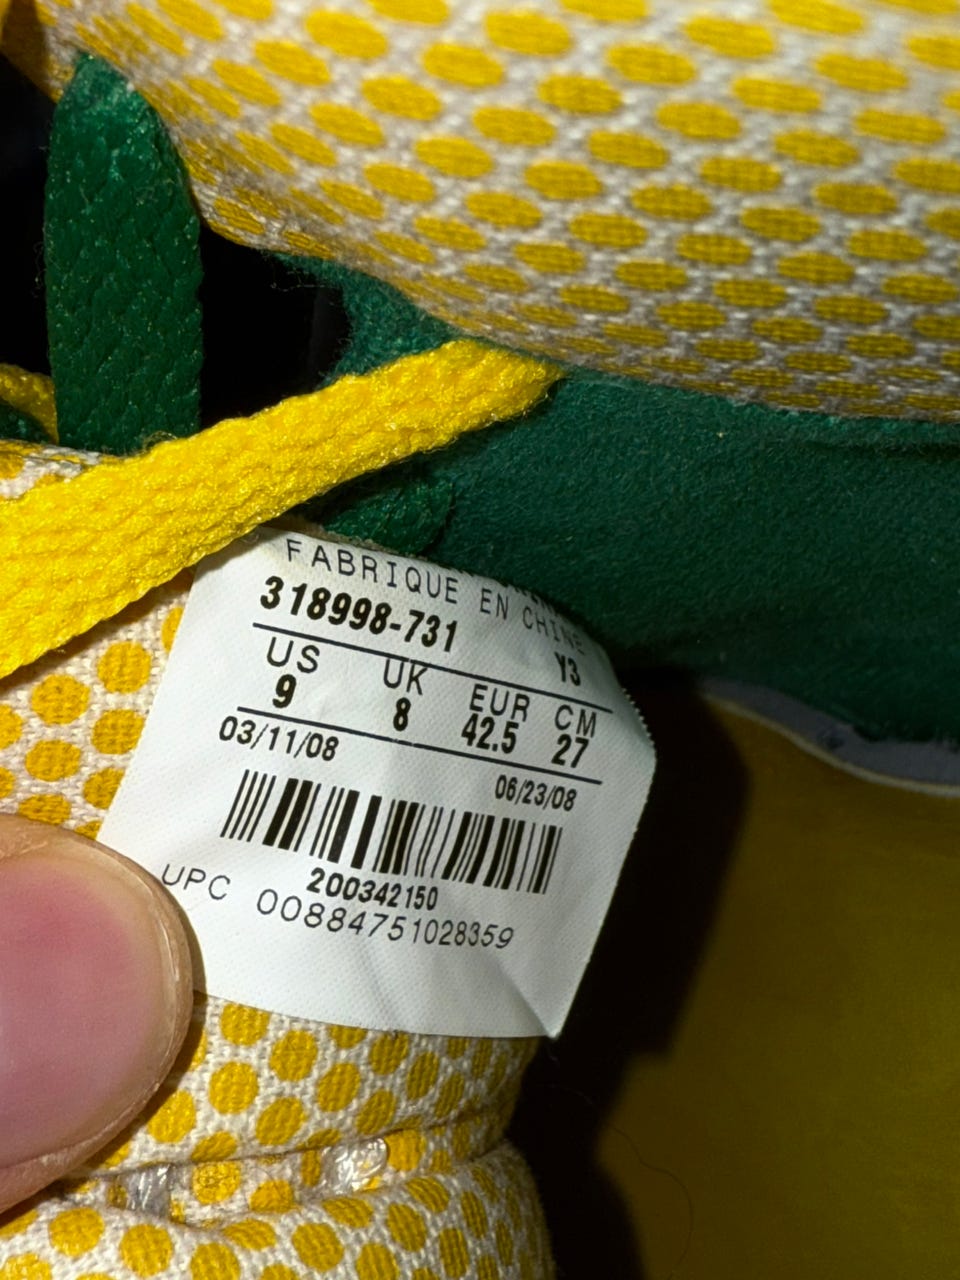 FABRIQUE EN CHINE
318998-731 Y3
US UK EUR CM
9 8 42.5 27
03/11/08 06/23/08
200342150
UPC 00884751028359